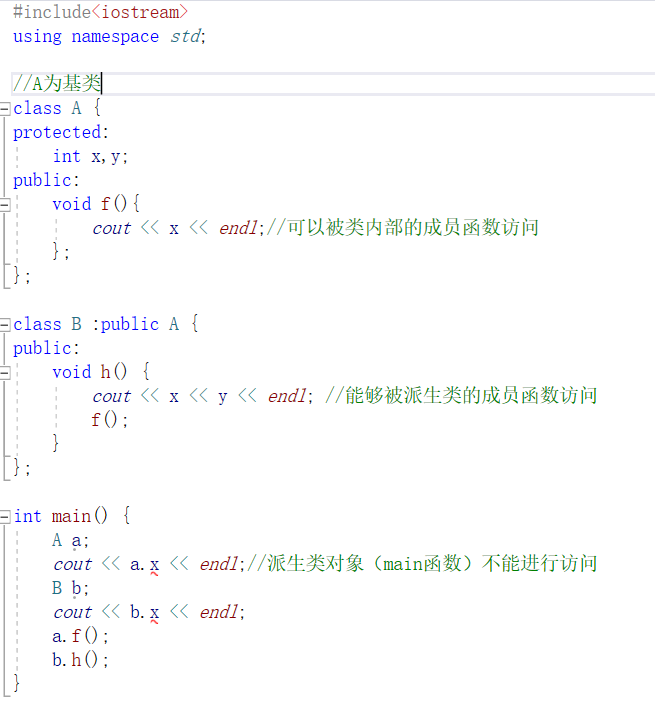 #include<iostream>
using namespace std;
//A为基类
class A {
protected:
int x,y;
public:
void f(){
cout << x << endl;//可以被类内部的成员函数访问
};
};
class B :public A {
public:
void h() {
cout << x << y << endl; //能够被派生类的成员函数访问
f();
}
};
int main() {
A a;
cout << a.x << endl;//派生类对象（main函数）不能进行访问
B b;
cout << b.x << endl;
a.f();
b.h();
}